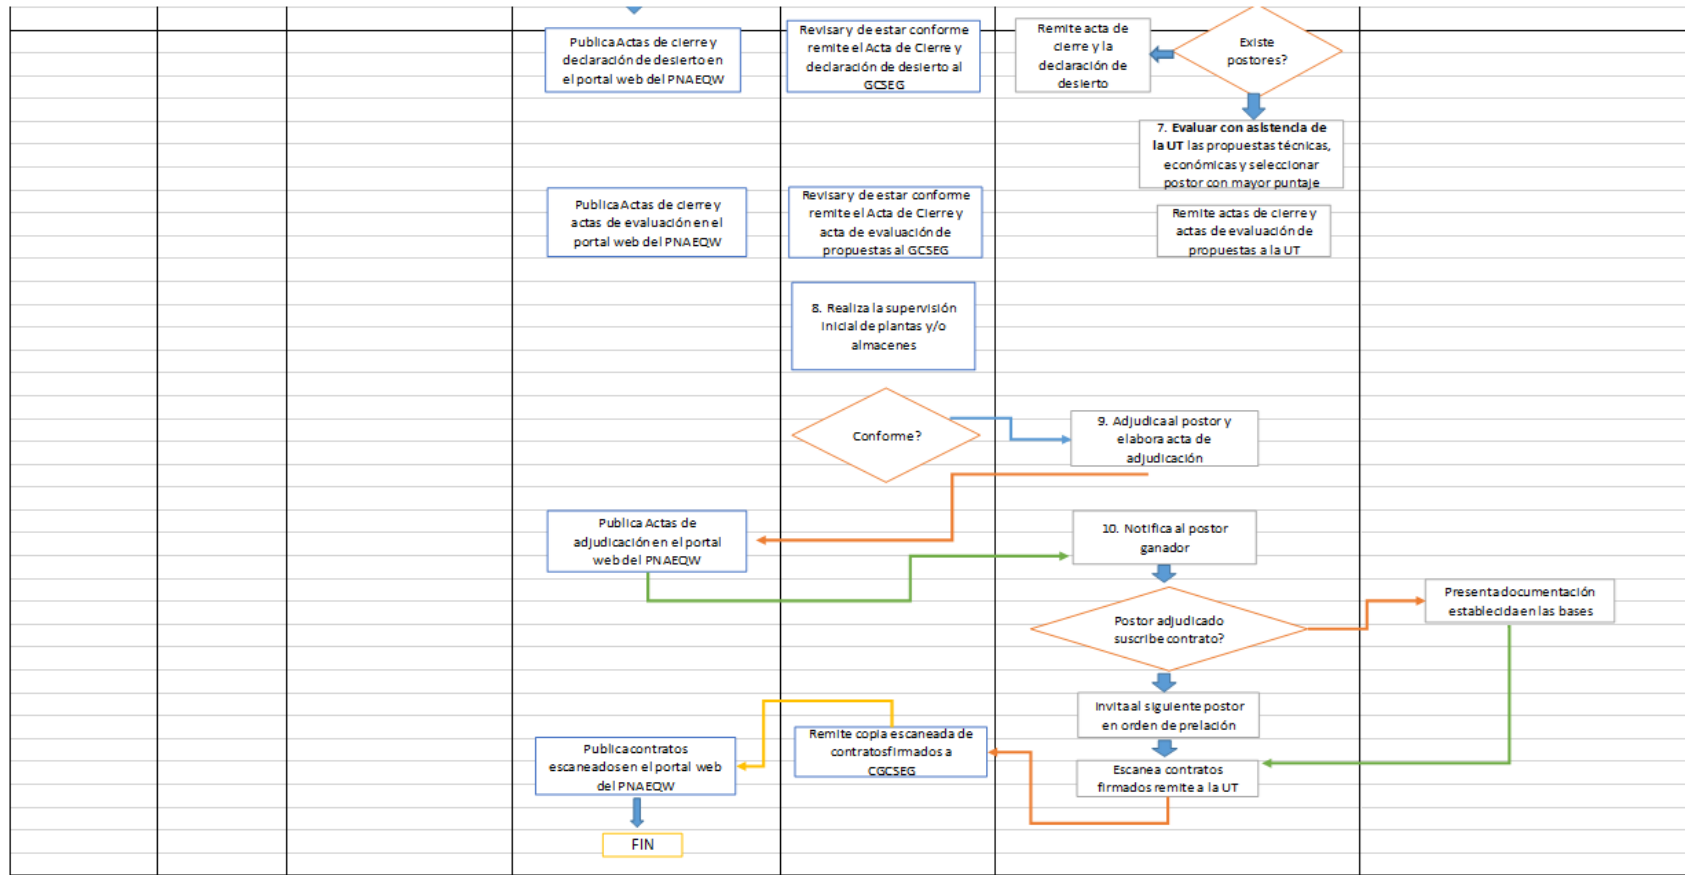 Publica Actas de cierre y
declaración de desierto en
el portal web del PNAEQW
Revisar y de estar conforme
remite el Acta de Cierre y
declaración de desierto al
GCSEG
Remite acta de
cierre y la
declaración de
desierto
Existe
postores?
7. Evaluar con asistencia de
la UT las propuestas técnicas,
económicas y seleccionar
postor con mayor puntaje
Publica Actas de cierre y
actas de evaluación en el
portal web del PNAEQW
Revisar y de estar conforme
remite el Acta de Cierre y
acta de evaluación de
propuestas al GCSEG
Remite actas de cierre y
actas de evaluación de
propuestas a la UT
8. Realiza la supervisión
inicial de plantas y/o
almacenes
Conforme?
9. Adjudica al postor y
elabora acta de
adjudicación
Publica Actas de
adjudicación en el portal
web del PNAEQW
10. Notifica al postor
ganador
Postor adjudicado
suscribe contrato?
Presenta documentación
establecida en las bases
Invita al siguiente postor
en orden de prelación
Publica contratos
escaneados en el portal web
del PNAEQW
Remite copia escaneada de
contratos firmados a
CGCSEG
Escanea contratos
firmados remite a la UT
FIN